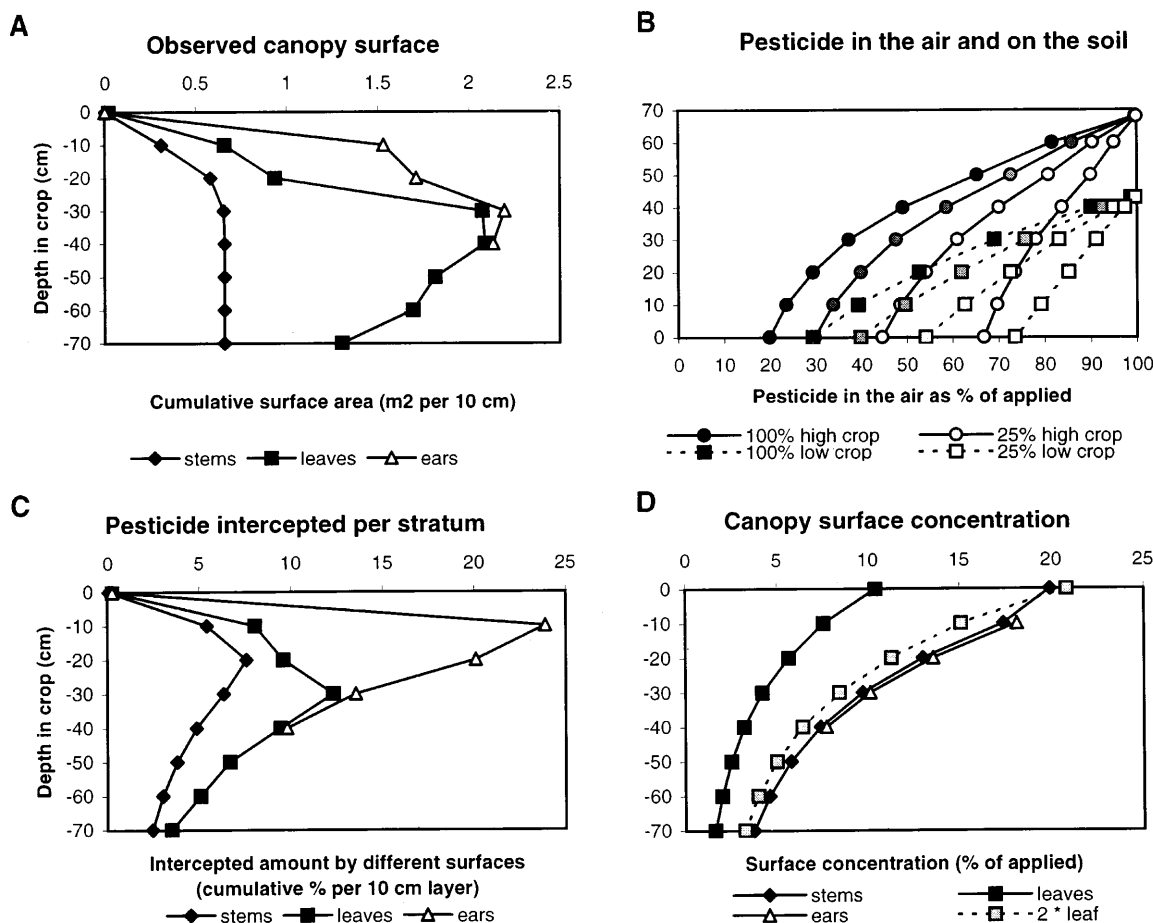 A
Observed canopy surface
0 0.5 1 1.5 2 2.5
0
-10
-20
-30
-40
-50
-60
-70
Depth in crop (cm)
Cumulative surface area (m2 per 10 cm)
stems leaves ears
B
Pesticide in the air and on the soil
70
60
50
40
30
20
10
0
0 10 20 30 40 50 60 70 80 90 100
Pesticide in the air as % of applied
100% high crop 25% high crop
100% low crop 25% low crop
C
Pesticide intercepted per stratum
0 5 10 15 20 25
0
-10
-20
-30
-40
-50
-60
-70
Depth in crop (cm)
Intercepted amount by different surfaces
(cumulative % per 10 cm layer)
stems leaves ears
D
Canopy surface concentration
0 5 10 15 20 25
0
-10
-20
-30
-40
-50
-60
-70
Surface concentration (% of applied)
stems leaves
ears 2 * leaf